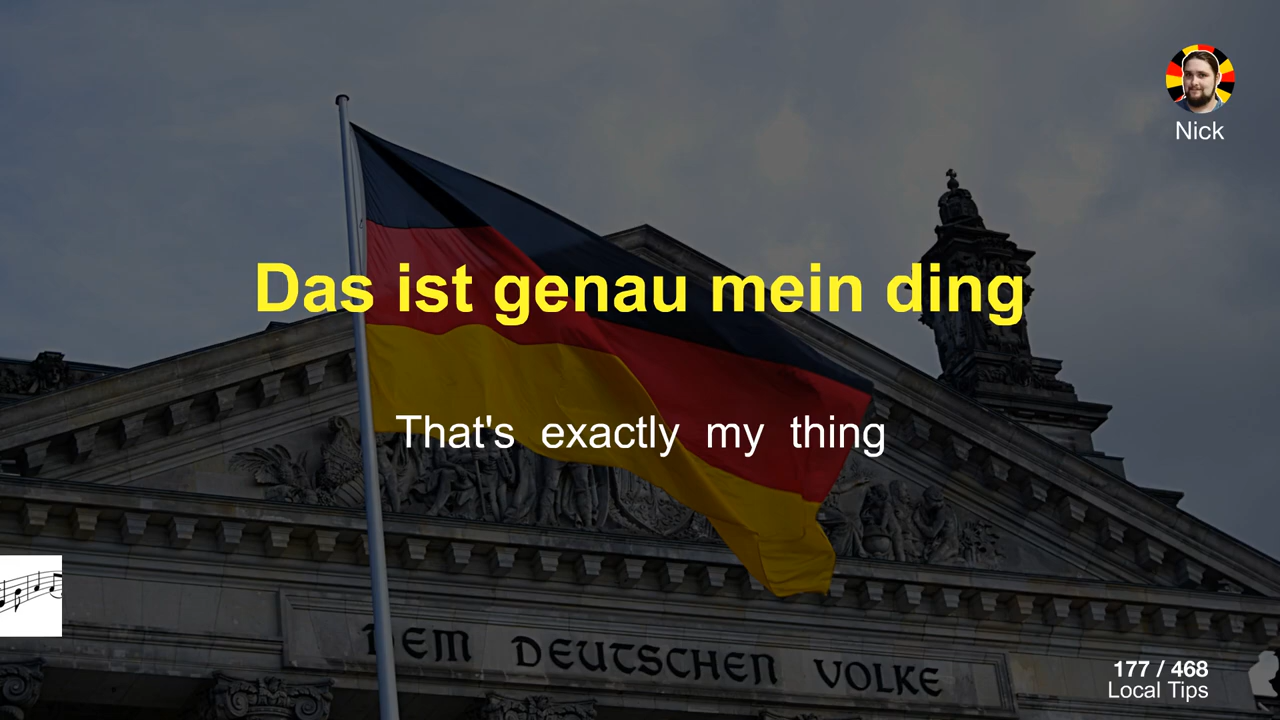 Nick
Das ist genau mein ding
That's exactly my thing
DEM DEUTSCHEN VOLKE
177 / 468
Local Tips